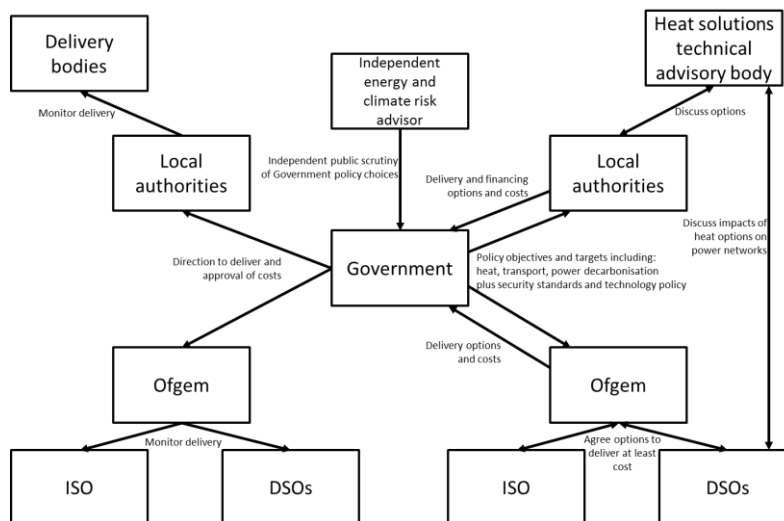 Delivery
bodies
Independent
energy and
climate risk
advisor
Heat solutions
technical
advisory body
Monitor delivery
Discuss options
Local
authorities
Independent public scrutiny
of Government policy choices
Delivery and financing
options and costs
Local
authorities
Discuss impacts of
heat options on
power networks
Direction to deliver and
approval of costs
Government
Policy objectives and targets including:
heat, transport, power decarbonisation
plus security standards and technology policy
Delivery options
and costs
Ofgem
Ofgem
Monitor delivery
Agree options to
deliver at least
cost
ISO
DSOs
ISO
DSOs